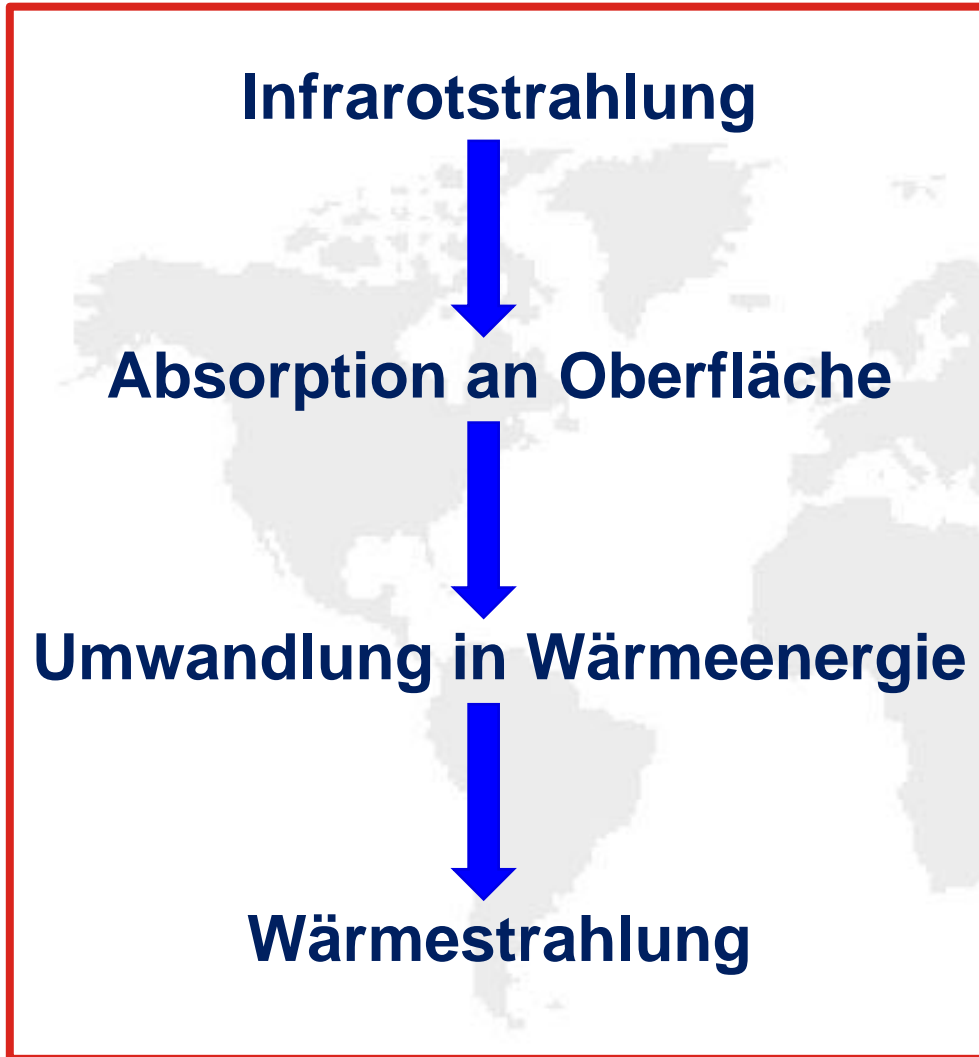 Infrarotstrahlung
Absorption an Oberfläche
Umwandlung in Wärmeenergie
Wärmestrahlung